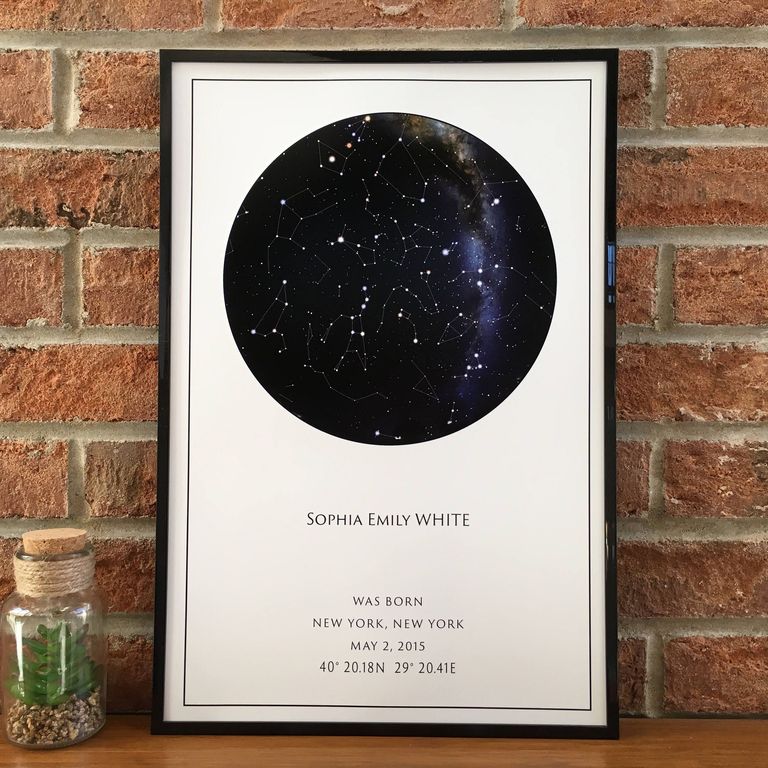 Sophia Emily WHITE
WAS BORN
NEW YORK, NEW YORK
MAY 2, 2015
40° 20.18N 29° 20.41E